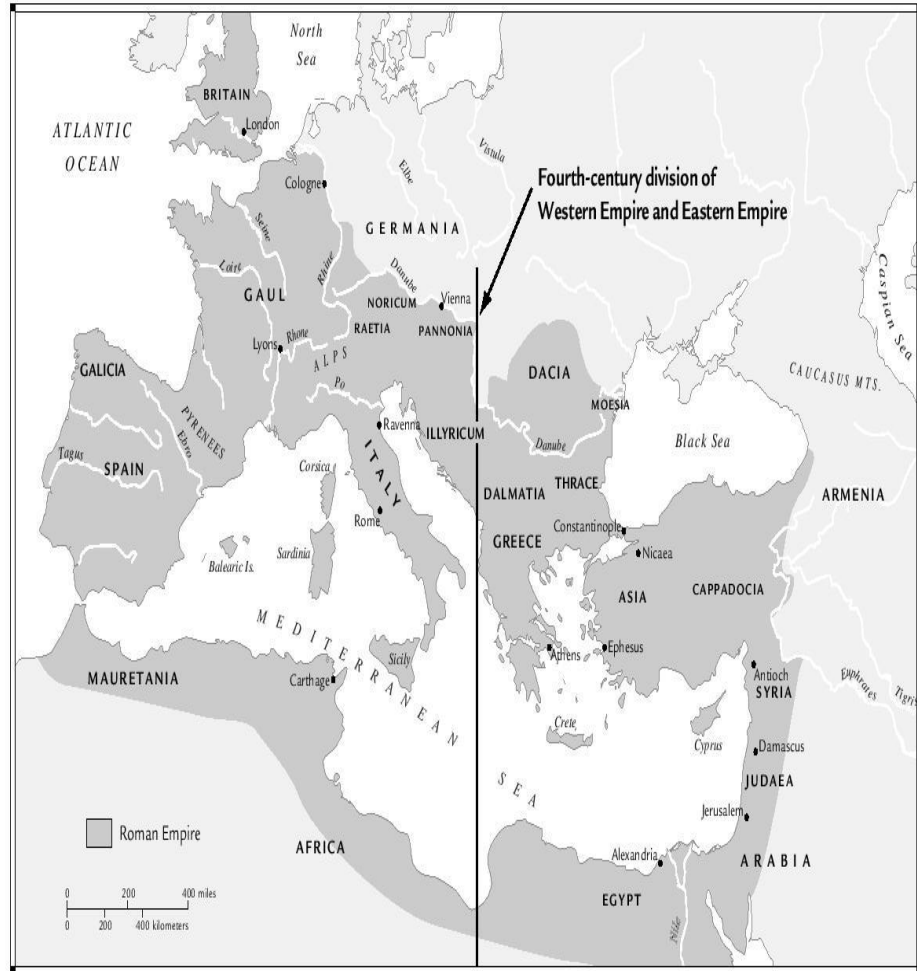 North
Sea
BRITAIN
London
ATLANTIC
OCEAN
Vistula
Elbe
Cologne
Fourth-century division of
Western Empire and Eastern Empire
Seine
GERMANIA
Caspian Sea
Loire
Rhine
Danube
GAUL
NORICUM
Vienna
RAETIA
PANNONIA
Lyons
Rhone
ALPS
GALICIA
Po
DACIA
CAUCASUS MTS.
MOESIA
PYRENEES
Ebro
Ravenna
ILLYRICUM
Danube
Black Sea
Tagus
SPAIN
ITALY
Corsica
DALMATIA
THRACE
ARMENIA
Rome
Constantinople
GREECE
Nicaea
Balearic Is.
Sardinia
ASIA
CAPPADOCIA
MEDITERRANEAN
SEA
Sicily
Athens
Ephesus
MAURETANIA
Carthage
Antioch
SYRIA
Euphrates
Tigris
Crete
Cyprus
Damascus
JUDAEA
Jerusalem
Roman Empire
AFRICA
Alexandria
ARABIA
EGYPT
Nile
0 200 400 miles
0 200 400 kilometers